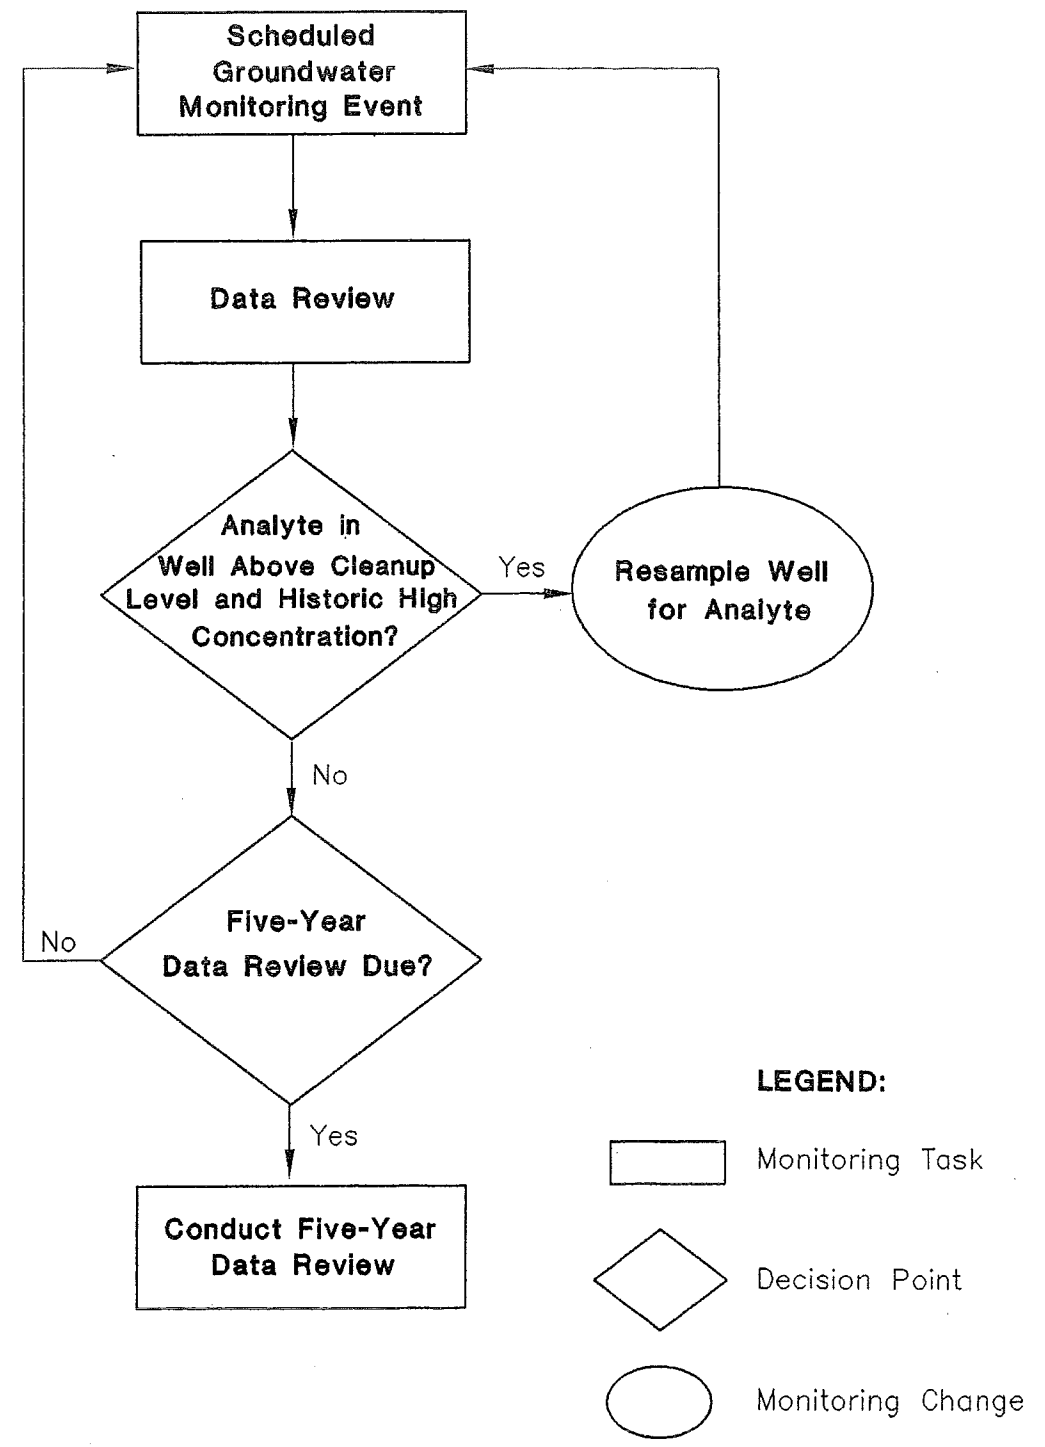 Scheduled
Groundwater
Monitoring Event
Data Review
Analyte in
Well Above Cleanup
Level and Historic High
Concentration?
Yes
Resample Well
for Analyte
No
Five-Year
Data Review Due?
No
Yes
Conduct Five-Year
Data Review
LEGEND:
Monitoring Task
Decision Point
Monitoring Change